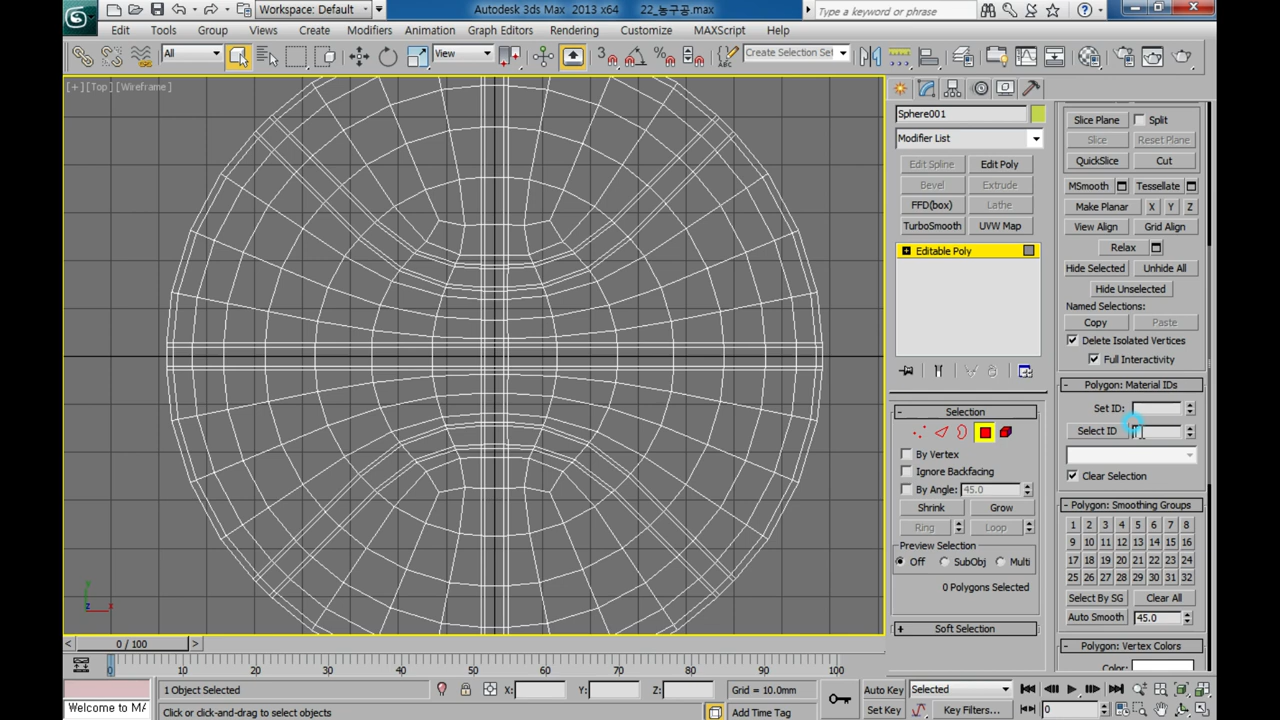 Workspace: Default
Autodesk 3ds Max 2013 x64 22_농구공.max
Type a keyword or phrase
Edit Tools Group Views Create Modifiers Animation Graph Editors Rendering Customize MAXScript Help
All View Create Selection Set
[ + ] [ Top ] [ Wireframe ]
Sphere001
Modifier List
Edit Spline Edit Poly
Bevel Extrude
FFD(box) Lathe
TurboSmooth UVW Map
Editable Poly
Selection
By Vertex
Ignore Backfacing
By Angle: 45.0
Shrink Grow
Ring Loop
Preview Selection
Off SubObj Multi
0 Polygons Selected
Soft Selection
Slice Plane Split
Slice Reset Plane
QuickSlice Cut
MSmooth Tessellate
Make Planar X Y Z
View Align Grid Align
Relax
Hide Selected Unhide All
Hide Unselected
Named Selections:
Copy Paste
Delete Isolated Vertices
Full Interactivity
Polygon: Material IDs
Set ID:
Select ID
Clear Selection
Polygon: Smoothing Groups
1 2 3 4 5 6 7 8
9 10 11 12 13 14 15 16
17 18 19 20 21 22 23 24
25 26 27 28 29 30 31 32
Select By SG Clear All
Auto Smooth 45.0
Polygon: Vertex Colors
Color:
y
z x
< 0 / 100 >
0 10 20 30 40 50 60 70 80 90 100
1 Object Selected X: Y: Z: Grid = 10.0mm Auto Key Selected
Welcome to MA Click or click-and-drag to select objects Add Time Tag Set Key Key Filters... 0